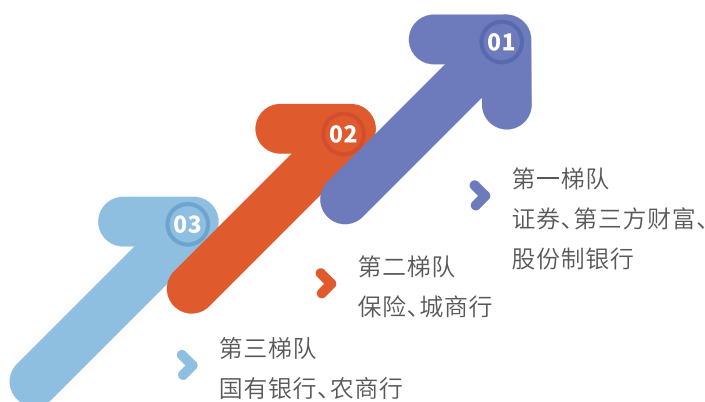 01
第一梯队
证券、第三方财富、
股份制银行
02
第二梯队
保险、城商行
03
第三梯队
国有银行、农商行